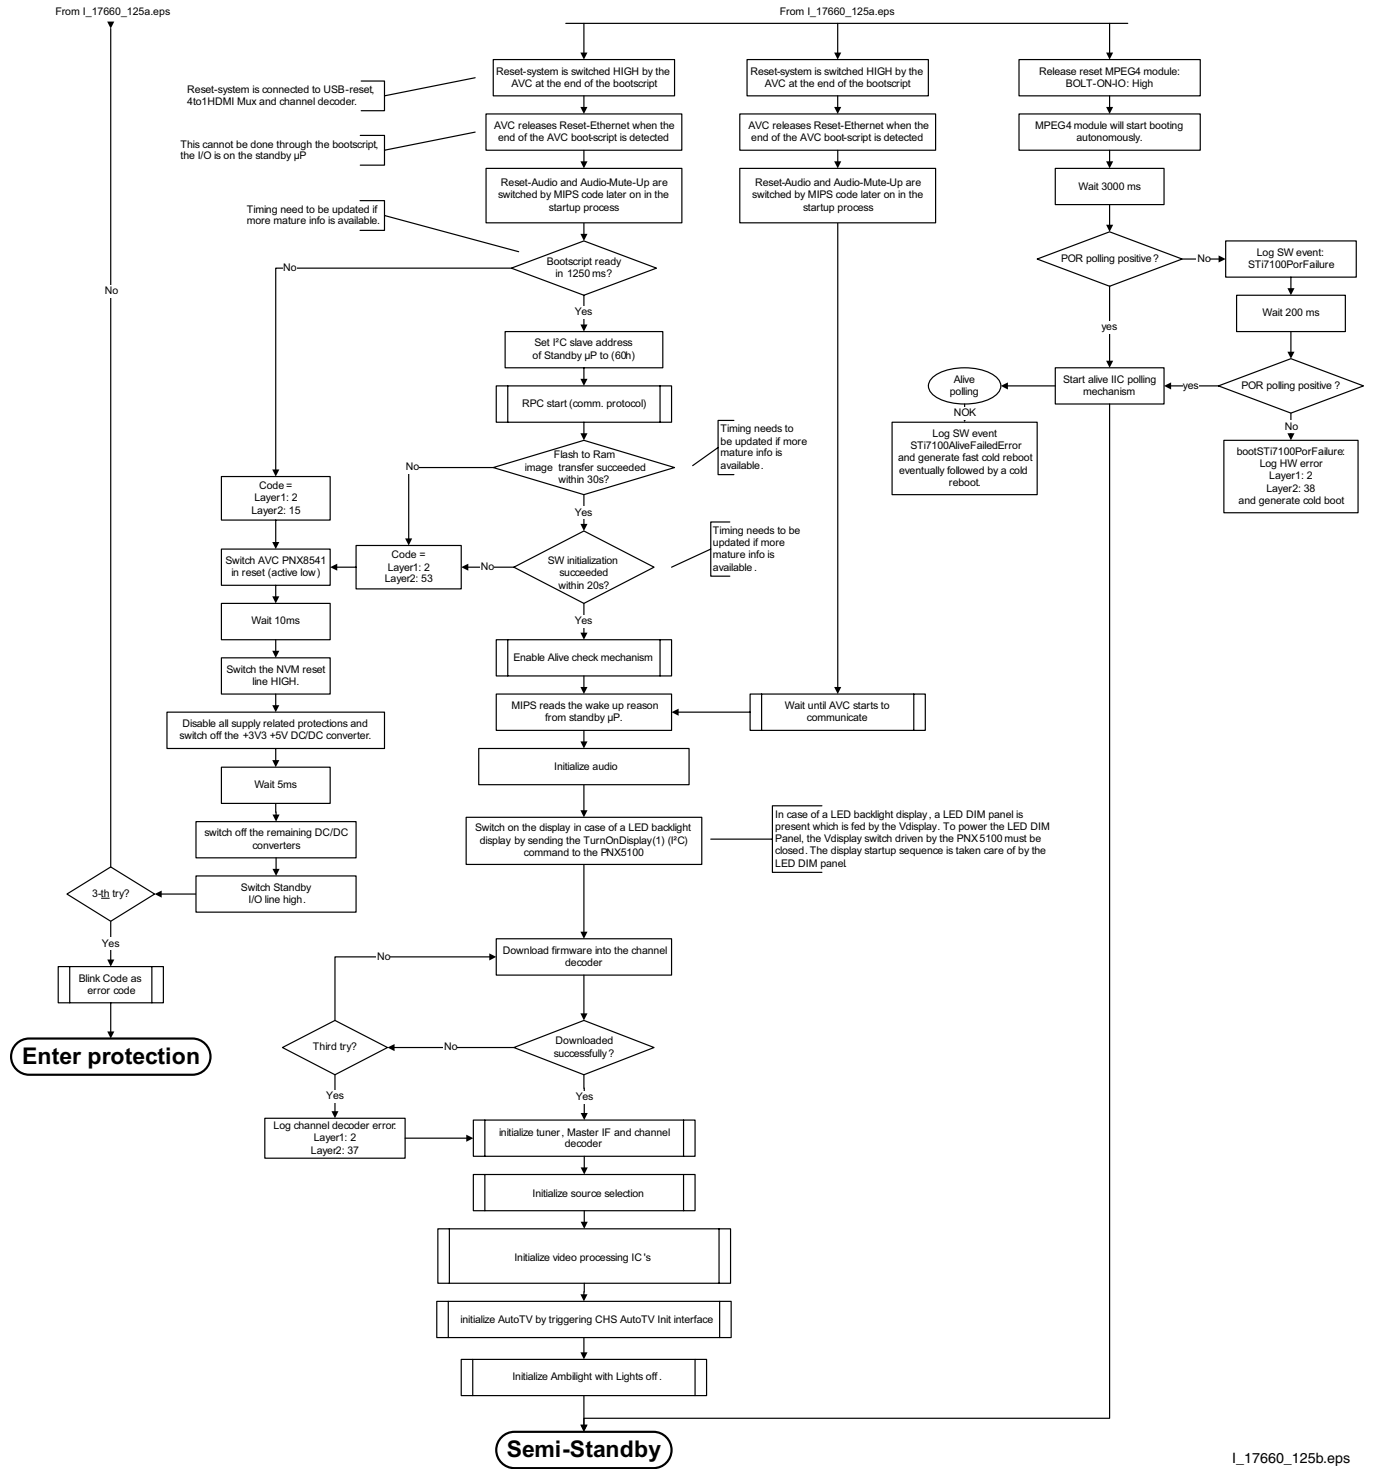 From I_17660_125a.eps
From I_17660_125a.eps
Reset-system is connected to USB-reset,
4to1HDMI Mux and channel decoder.
This cannot be done through the bootscript,
the I/O is on the standby µP
Timing need to be updated if
more mature info is available.
No
Reset-system is switched HIGH by the
AVC at the end of the bootscript
AVC releases Reset-Ethernet when the
end of the AVC boot-script is detected
Reset-Audio and Audio-Mute-Up are
switched by MIPS code later on in the
startup process
Bootscript ready
in 1250 ms?
No
Yes
Set I²C slave address
of Standby µP to (60h)
RPC start (comm. protocol)
Flash to Ram
image transfer succeeded
within 30s?
No
Yes
Timing needs to
be updated if more
mature info is
available.
SW initialization
succeeded
within 20s?
No
Yes
Timing needs to be
updated if more
mature info is
available.
Code =
Layer1: 2
Layer2: 53
Code =
Layer1: 2
Layer2: 15
Switch AVC PNX8541
in reset (active low)
Wait 10ms
Switch the NVM reset
line HIGH.
Disable all supply related protections and
switch off the +3V3 +5V DC/DC converter.
Wait 5ms
switch off the remaining DC/DC
converters
Switch Standby
I/O line high.
3-th try?
Yes
Blink Code as
error code
Enter protection
Enable Alive check mechanism
MIPS reads the wake up reason
from standby µP.
Initialize audio
Switch on the display in case of a LED backlight
display by sending the TurnOnDisplay(1) (I²C)
command to the PNX5100
In case of a LED backlight display, a LED DIM panel is
present which is fed by the Vdisplay. To power the LED DIM
Panel, the Vdisplay switch driven by the PNX5100 must be
closed. The display startup sequence is taken care of by the
LED DIM panel.
Download firmware into the channel
decoder
No
Downloaded
successfully?
No
Third try?
Yes
Yes
Log channel decoder error:
Layer1: 2
Layer2: 37
initialize tuner, Master IF and channel
decoder
Initialize source selection
Initialize video processing IC's
initialize AutoTV by triggering CHS AutoTV Init interface
Initialize Ambilight with Lights off.
Semi-Standby
Reset-system is switched HIGH by the
AVC at the end of the bootscript
AVC releases Reset-Ethernet when the
end of the AVC boot-script is detected
Reset-Audio and Audio-Mute-Up are
switched by MIPS code later on in the
startup process
Wait until AVC starts to
communicate
Release reset MPEG4 module:
BOLT-ON-IO: High
MPEG4 module will start booting
autonomously.
Wait 3000 ms
POR polling positive?
No
yes
Log SW event:
STi7100PorFailure
Wait 200 ms
POR polling positive?
yes
No
Start alive IIC polling
mechanism
Alive
polling
NOK
Log SW event
STi7100AliveFailedError
and generate fast cold reboot
eventually followed by a cold
reboot.
bootSTi7100PorFailure:
Log HW error
Layer1: 2
Layer2: 38
and generate cold boot
I_17660_125b.eps